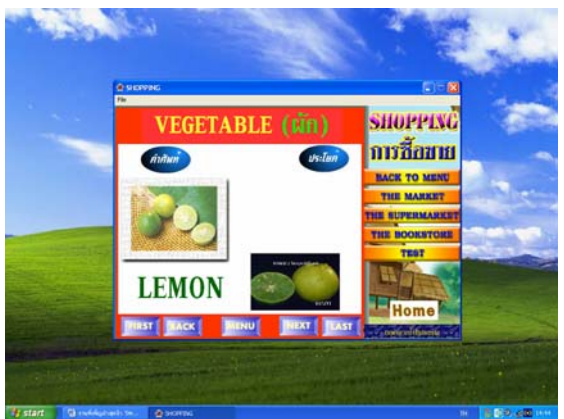 SHOPPING
File
VEGETABLE (ผัก)
คำศัพท์
ประโยค
LEMON
FIRST
BACK
MENU
NEXT
LAST
SHOPPING
การซื้อขาย
BACK TO MENU
THE MARKET
THE SUPERMARKET
THE BOOKSTORE
TEST
Home
start
SHOPPING
TH